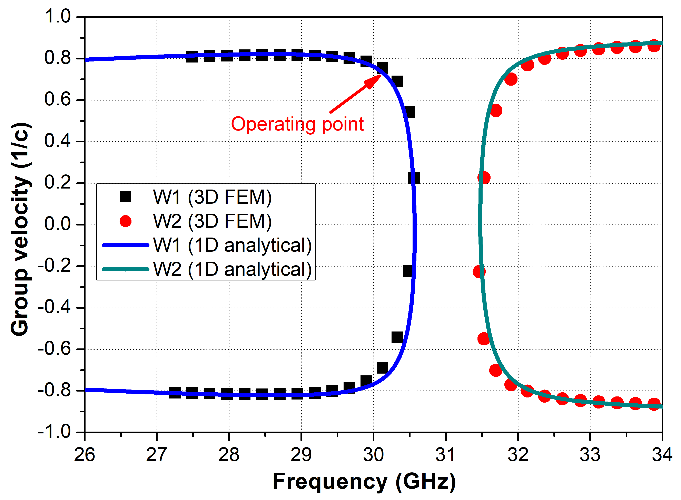 1.0
0.8
0.6
0.4
0.2
0.0
-0.2
-0.4
-0.6
-0.8
-1.0
Group velocity (1/c)
Operating point
W1 (3D FEM)
W2 (3D FEM)
W1 (1D analytical)
W2 (1D analytical)
26 27 28 29 30 31 32 33 34
Frequency (GHz)